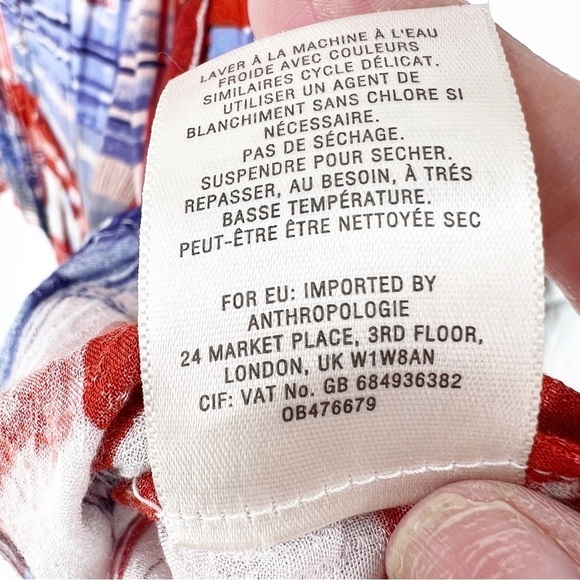 LAVER À LA MACHINE À L'EAU
FROIDE AVEC COULEURS
SIMILAIRES CYCLE DÉLICAT.
UTILISER UN AGENT DE
BLANCHIMENT SANS CHLORE SI
NÉCESSAIRE.
PAS DE SÉCHAGE.
SUSPENDRE POUR SECHER.
REPASSER, AU BESOIN, À TRÉS
BASSE TEMPÉRATURE.
PEUT-ÊTRE ÊTRE NETTOYÉE SEC
FOR EU: IMPORTED BY
ANTHROPOLOGIE
24 MARKET PLACE, 3RD FLOOR,
LONDON, UK W1W8AN
CIF: VAT No. GB 684936382
OB476679